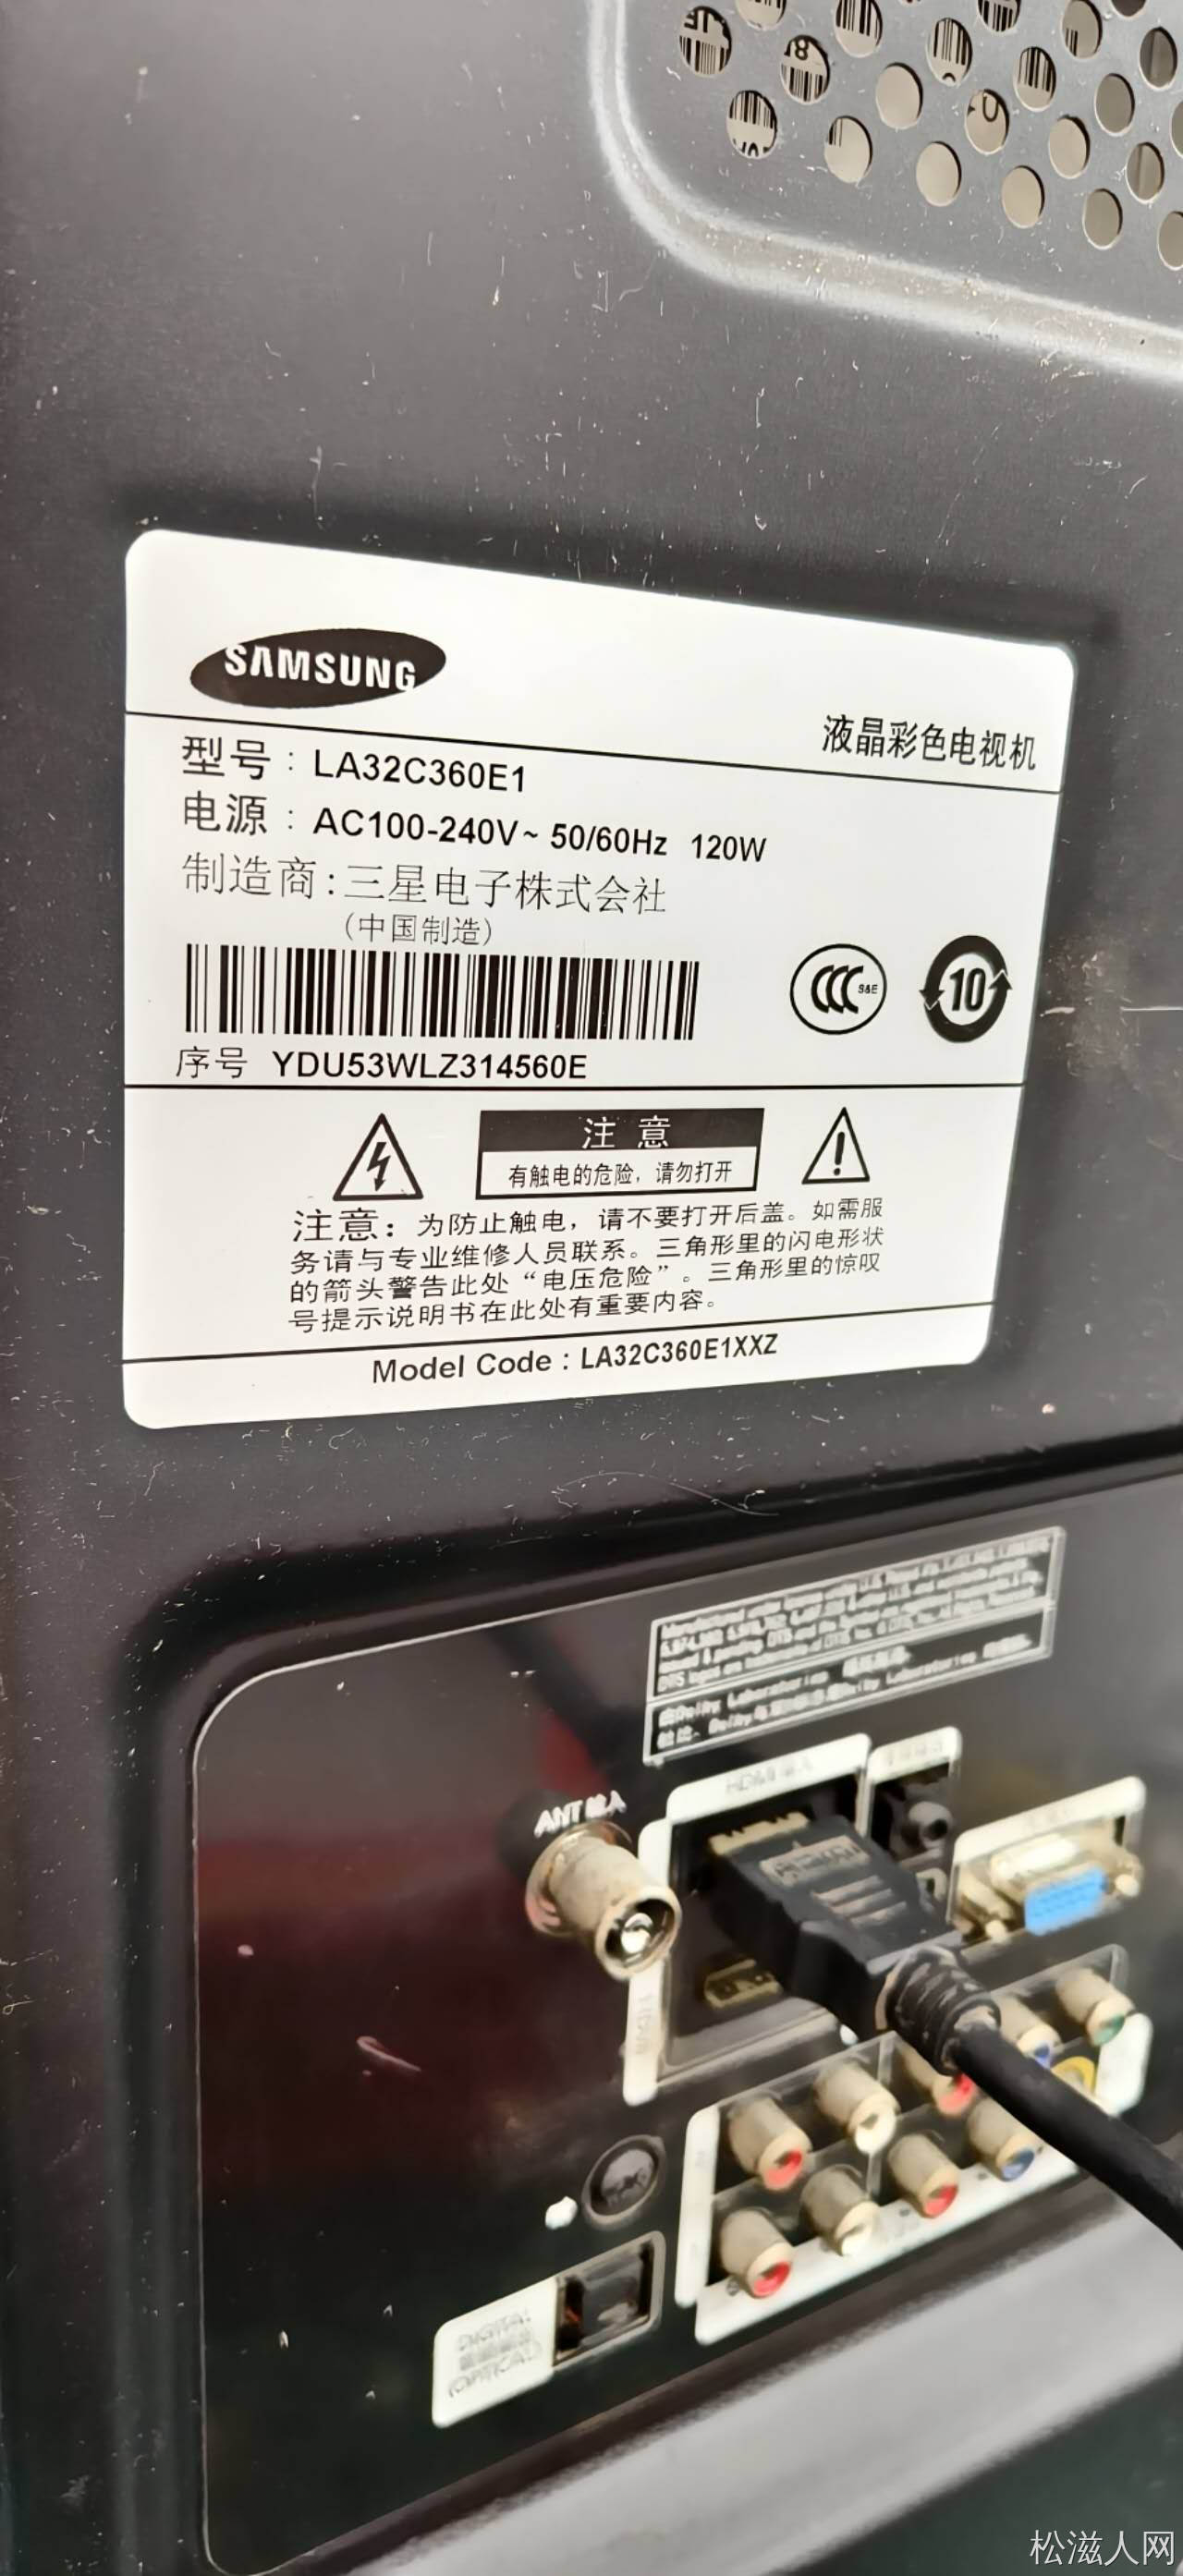 SAMSUNG
液晶彩色电视机
型号：LA32C360E1
电源：AC100-240V~ 50/60Hz 120W
制造商：三星电子株式会社
（中国制造）
CCC S&E
10
序号 YDU53WLZ314560E
注意
有触电的危险，请勿打开
注意：为防止触电，请不要打开后盖。如需服
务请与专业维修人员联系。三角形里的闪电形状
的箭头警告此处“电压危险”。三角形里的惊叹
号提示说明书在此处有重要内容。
Model Code : LA32C360E1XXZ
ANT 输入
DIGITAL
(OPTICAL)
松滋人网